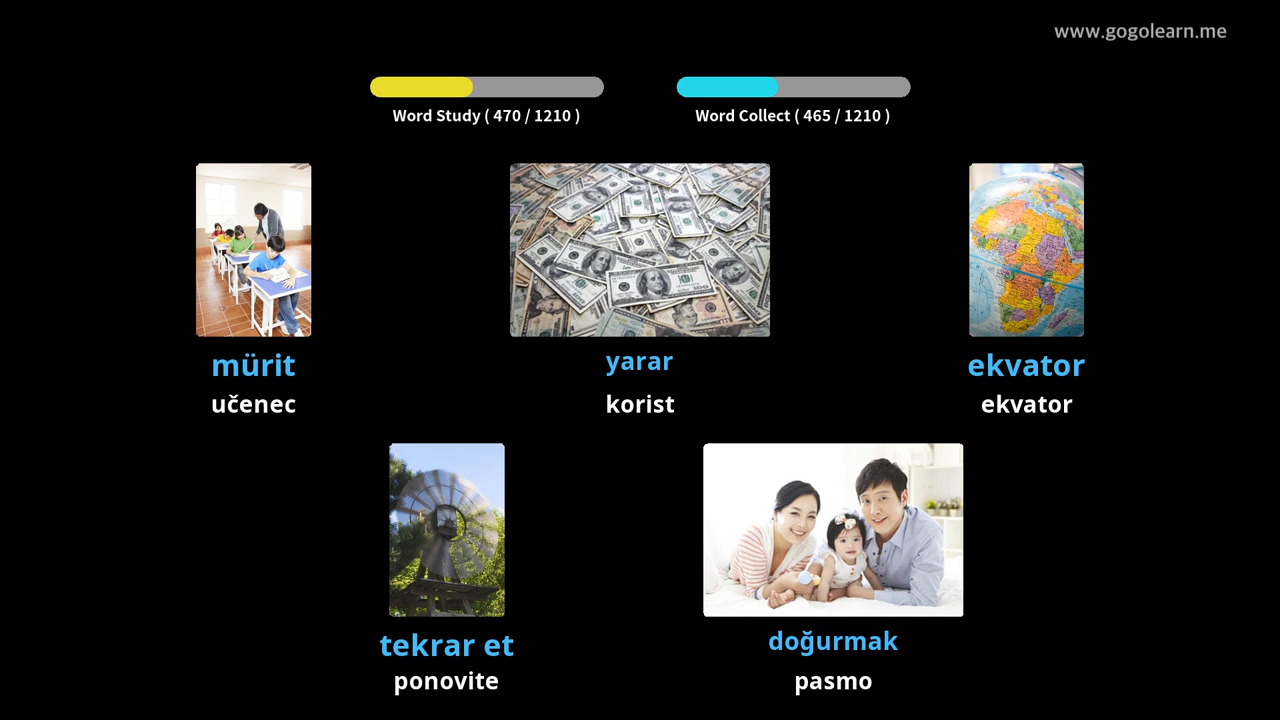 www.gogolearn.me
Word Study ( 470 / 1210 )
Word Collect ( 465 / 1210 )
mürit
učenec
yarar
korist
ekvator
ekvator
tekrar et
ponovite
doğurmak
pasmo